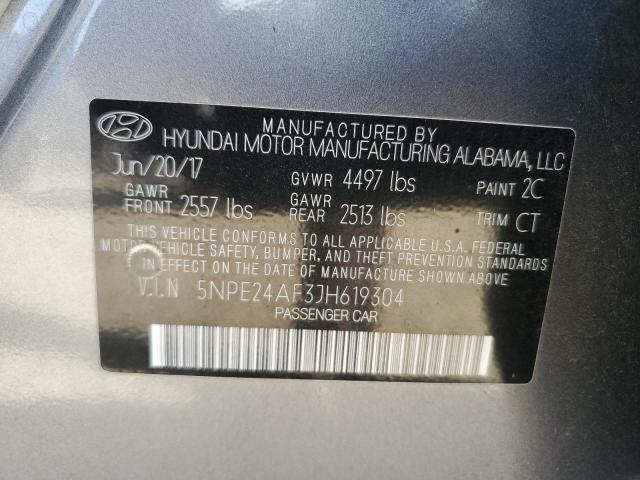 MANUFACTURED BY
HYUNDAI MOTOR MANUFACTURING ALABAMA, LLC
Jun/20/17 GVWR 4497 lbs PAINT 2C
GAWR FRONT 2557 lbs GAWR REAR 2513 lbs TRIM CT
THIS VEHICLE CONFORMS TO ALL APPLICABLE U.S.A. FEDERAL
MOTOR VEHICLE SAFETY, BUMPER, AND THEFT PREVENTION
STANDARDS IN EFFECT ON THE DATE OF MANUFACTURE SHOWN ABOVE
V.I.N 5NPE24AF3JH619304
PASSENGER CAR